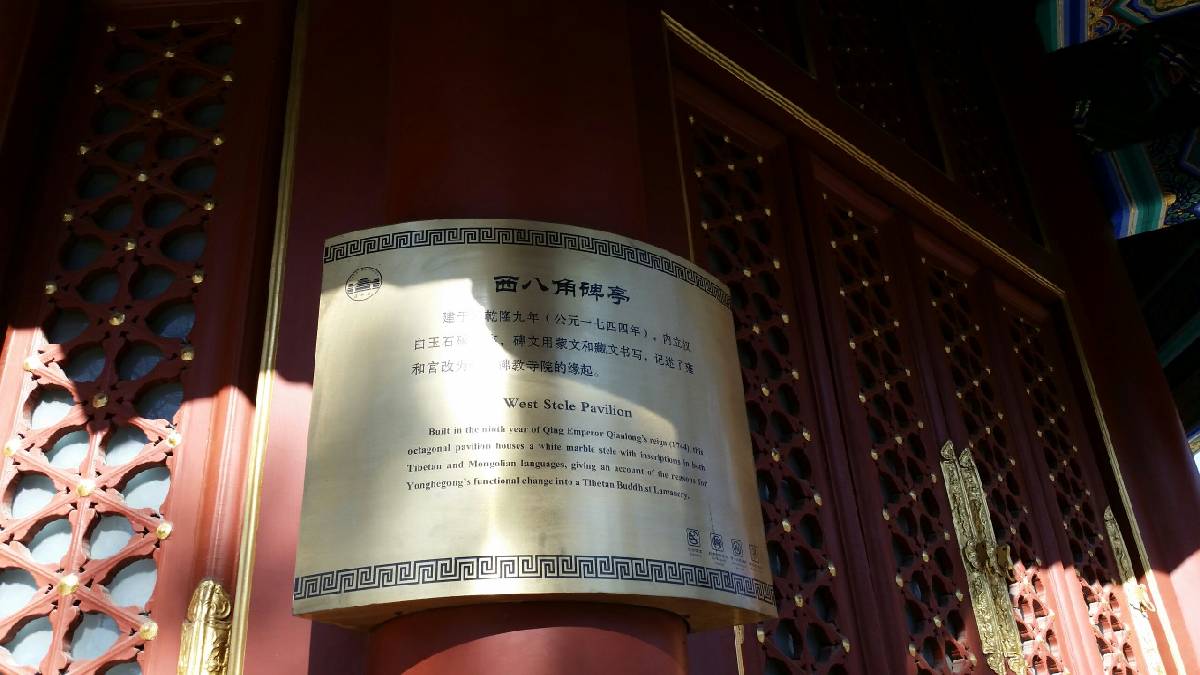 西八角碑亭
建于 乾隆九年（公元一七四四年），内立汉
白玉石碑 ，碑文用蒙文和藏文书写，记述了雍
和宫改为 佛教寺院的缘起。
West Stele Pavilion
Built in the ninth year of Qing Emperor Qianlong's reign (1744) this
octagonal pavilion houses a white marble stele with inscriptions in both
Tibetan and Mongolian languages, giving an account of the reasons for
Yonghegong's functional change into a Tibetan Buddhist Lamasery.